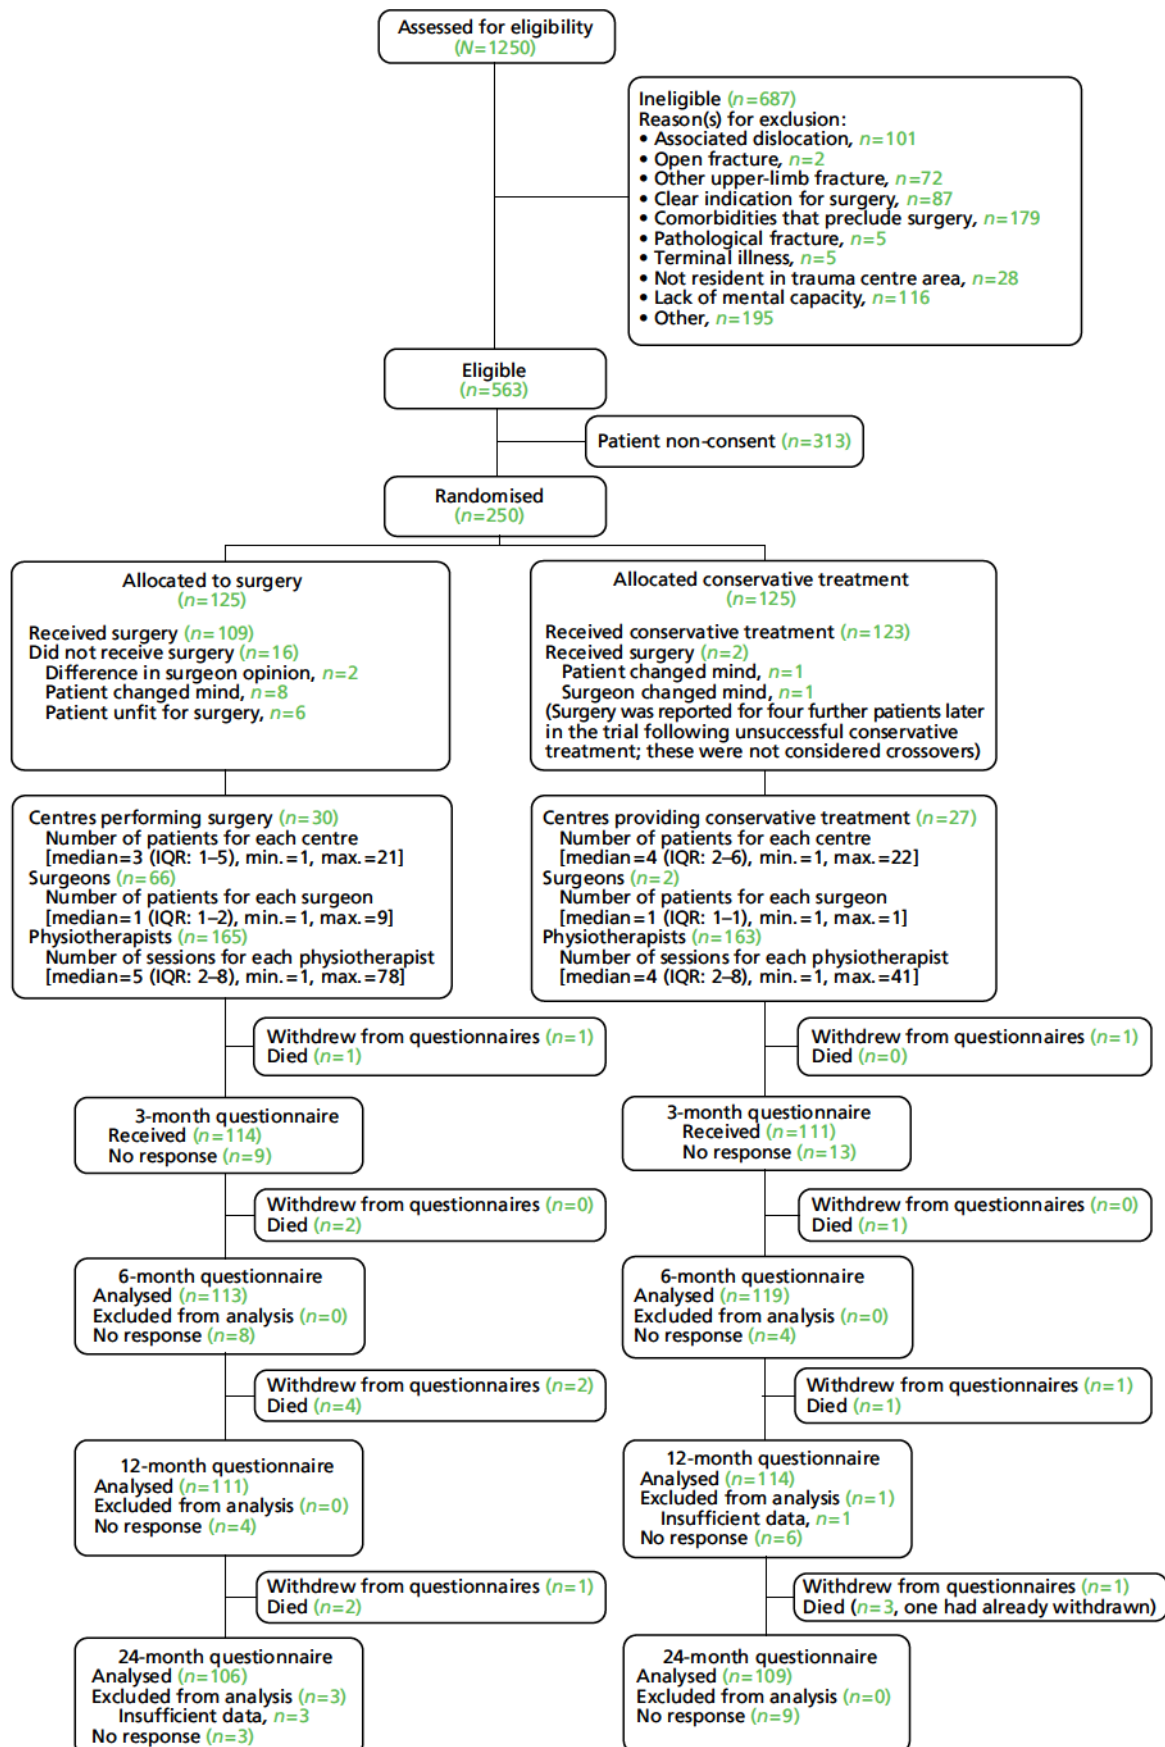 Assessed for eligibility
(N=1250)
Ineligible (n=687)
Reason(s) for exclusion:
• Associated dislocation, n=101
• Open fracture, n=2
• Other upper-limb fracture, n=72
• Clear indication for surgery, n=87
• Comorbidities that preclude surgery, n=179
• Pathological fracture, n=5
• Terminal illness, n=5
• Not resident in trauma centre area, n=28
• Lack of mental capacity, n=116
• Other, n=195
Eligible
(n=563)
Patient non-consent (n=313)
Randomised
(n=250)
Allocated to surgery
(n=125)
Received surgery (n=109)
Did not receive surgery (n=16)
Difference in surgeon opinion, n=2
Patient changed mind, n=8
Patient unfit for surgery, n=6
Allocated conservative treatment
(n=125)
Received conservative treatment (n=123)
Received surgery (n=2)
Patient changed mind, n=1
Surgeon changed mind, n=1
(Surgery was reported for four further patients later
in the trial following unsuccessful conservative
treatment; these were not considered crossovers)
Centres performing surgery (n=30)
Number of patients for each centre
[median=3 (IQR: 1–5), min.=1, max.=21]
Surgeons (n=66)
Number of patients for each surgeon
[median=1 (IQR: 1–2), min.=1, max.=9]
Physiotherapists (n=165)
Number of sessions for each physiotherapist
[median=5 (IQR: 2–8), min.=1, max.=78]
Centres providing conservative treatment (n=27)
Number of patients for each centre
[median=4 (IQR: 2–6), min.=1, max.=22]
Surgeons (n=2)
Number of patients for each surgeon
[median=1 (IQR: 1–1), min.=1, max.=1]
Physiotherapists (n=163)
Number of sessions for each physiotherapist
[median=4 (IQR: 2–8), min.=1, max.=41]
Withdrew from questionnaires (n=1)
Died (n=1)
Withdrew from questionnaires (n=1)
Died (n=0)
3-month questionnaire
Received (n=114)
No response (n=9)
3-month questionnaire
Received (n=111)
No response (n=13)
Withdrew from questionnaires (n=0)
Died (n=2)
Withdrew from questionnaires (n=0)
Died (n=1)
6-month questionnaire
Analysed (n=113)
Excluded from analysis (n=0)
No response (n=8)
6-month questionnaire
Analysed (n=119)
Excluded from analysis (n=0)
No response (n=4)
Withdrew from questionnaires (n=2)
Died (n=4)
Withdrew from questionnaires (n=1)
Died (n=1)
12-month questionnaire
Analysed (n=111)
Excluded from analysis (n=0)
No response (n=4)
12-month questionnaire
Analysed (n=114)
Excluded from analysis (n=1)
Insufficient data, n=1
No response (n=6)
Withdrew from questionnaires (n=1)
Died (n=2)
Withdrew from questionnaires (n=1)
Died (n=3, one had already withdrawn)
24-month questionnaire
Analysed (n=106)
Excluded from analysis (n=3)
Insufficient data, n=3
No response (n=3)
24-month questionnaire
Analysed (n=109)
Excluded from analysis (n=0)
No response (n=9)